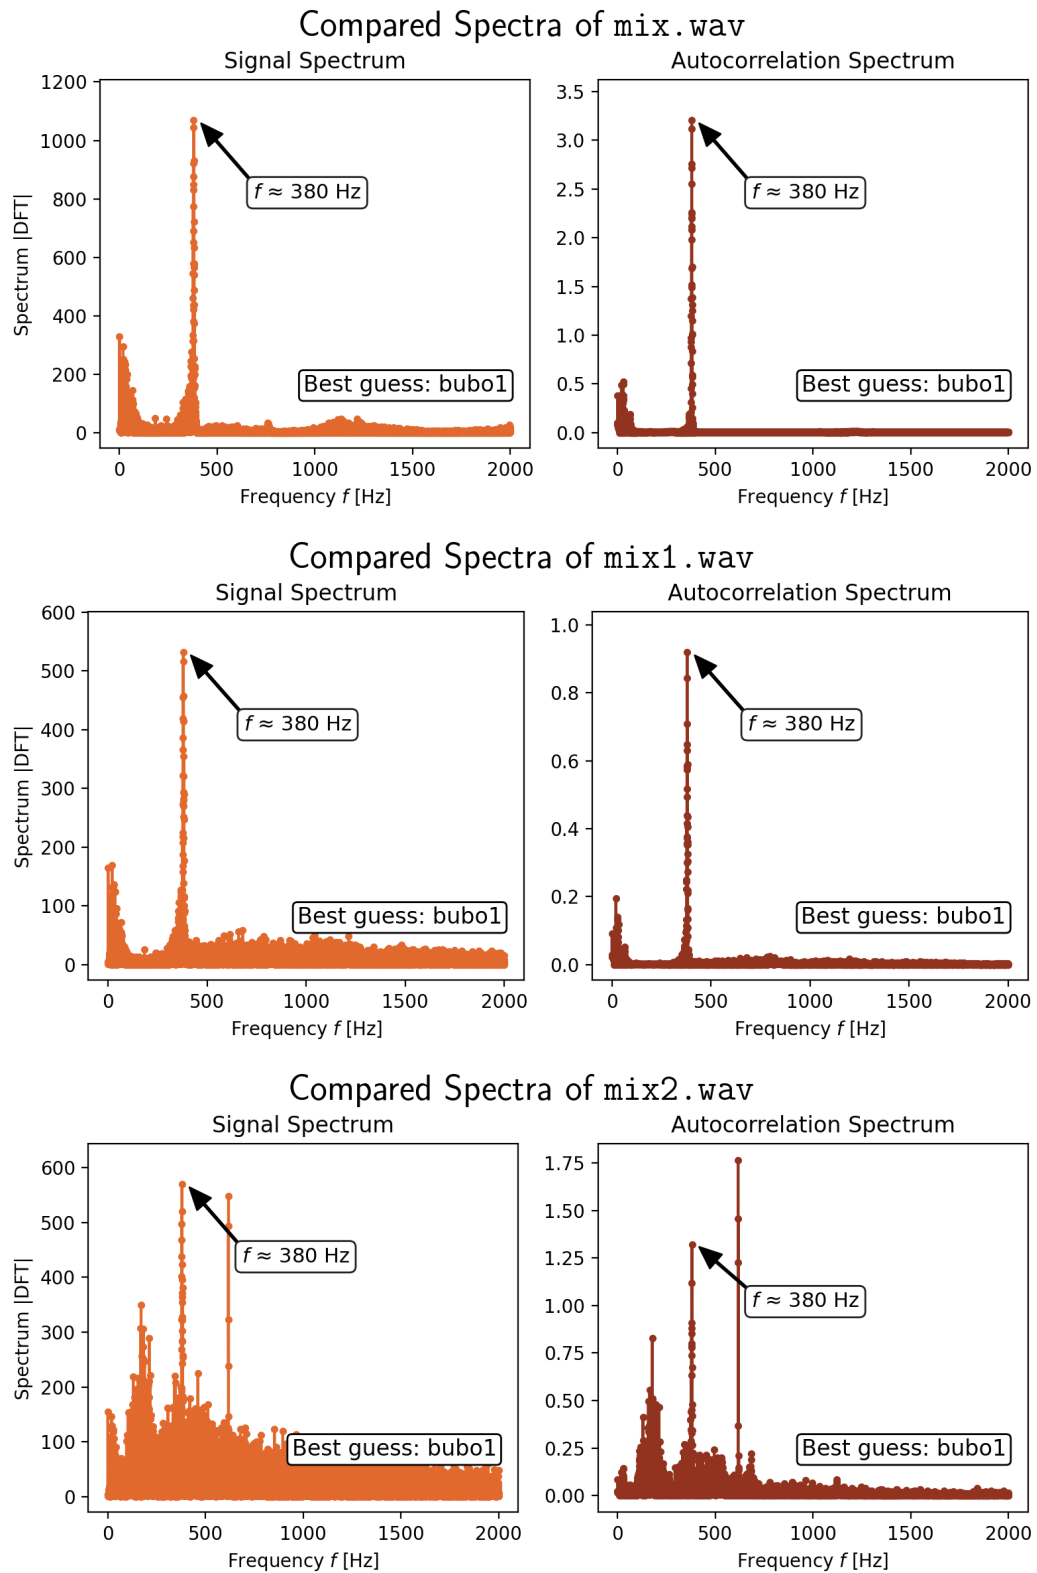 Compared Spectra of mix.wav
Signal Spectrum
Autocorrelation Spectrum
1200
1000
800
600
400
200
0
Spectrum |DFT|
f ≈ 380 Hz
Best guess: bubo1
0 500 1000 1500 2000
Frequency f [Hz]
3.5
3.0
2.5
2.0
1.5
1.0
0.5
0.0
f ≈ 380 Hz
Best guess: bubo1
0 500 1000 1500 2000
Frequency f [Hz]
Compared Spectra of mix1.wav
Signal Spectrum
Autocorrelation Spectrum
600
500
400
300
200
100
0
Spectrum |DFT|
f ≈ 380 Hz
Best guess: bubo1
0 500 1000 1500 2000
Frequency f [Hz]
1.0
0.8
0.6
0.4
0.2
0.0
f ≈ 380 Hz
Best guess: bubo1
0 500 1000 1500 2000
Frequency f [Hz]
Compared Spectra of mix2.wav
Signal Spectrum
Autocorrelation Spectrum
600
500
400
300
200
100
0
Spectrum |DFT|
f ≈ 380 Hz
Best guess: bubo1
0 500 1000 1500 2000
Frequency f [Hz]
1.75
1.50
1.25
1.00
0.75
0.50
0.25
0.00
f ≈ 380 Hz
Best guess: bubo1
0 500 1000 1500 2000
Frequency f [Hz]